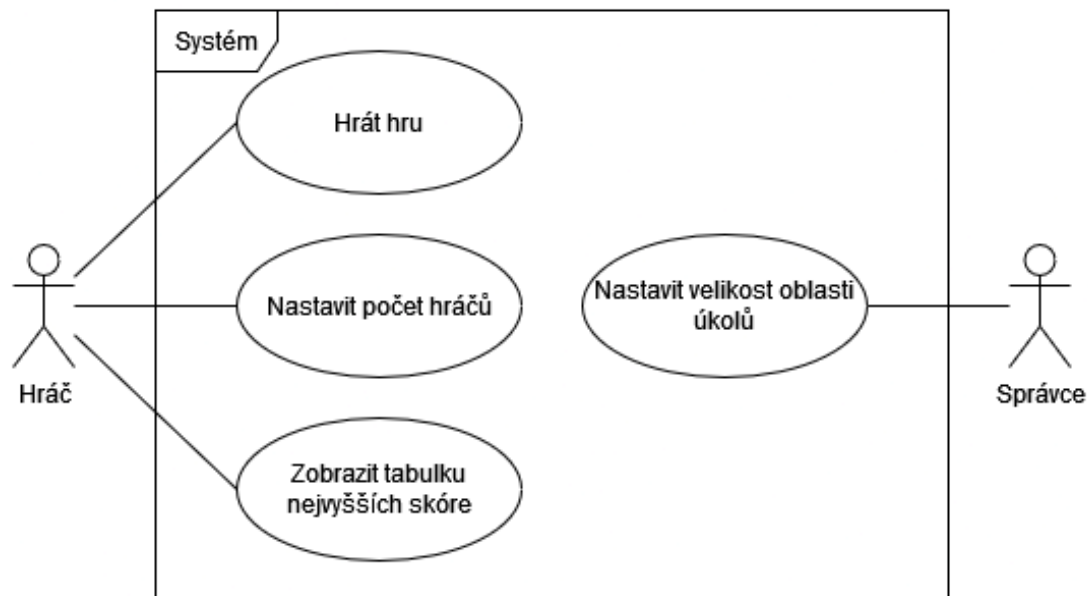 Systém
Hrát hru
Nastavit počet hráčů
Nastavit velikost oblasti
úkolů
Hráč
Správce
Zobrazit tabulku
nejvyšších skóre